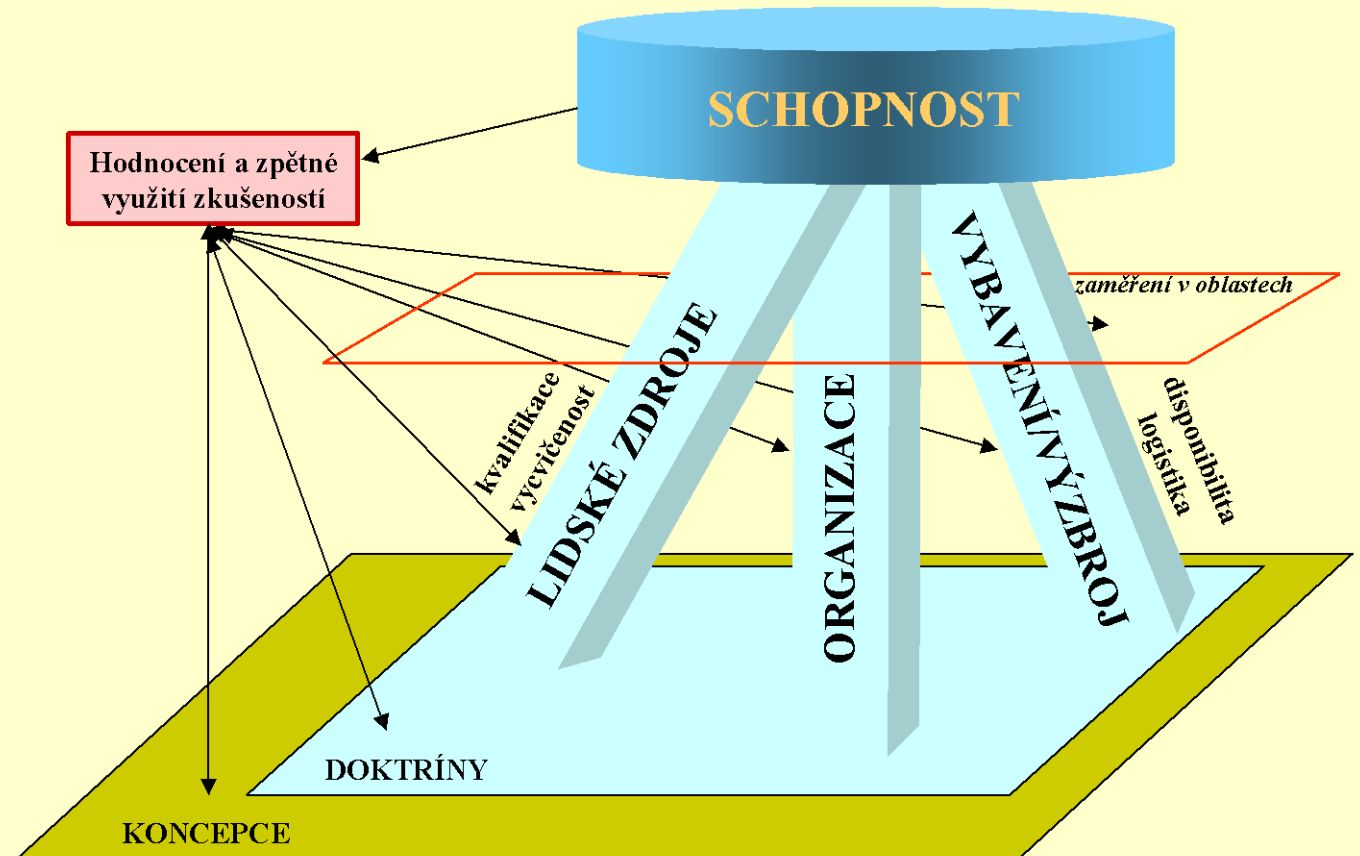 SCHOPNOST
Hodnocení a zpětné
využití zkušeností
zaměření v oblastech
kvalifikace
vycvičenost
LIDSKÉ ZDROJE
ORGANIZACE
VYBAVENÍ/VÝZBROJ
disponibilita
logistika
DOKTRÍNY
KONCEPCE